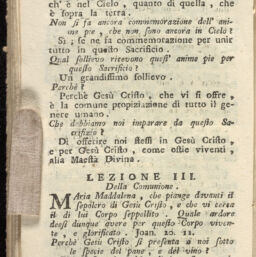 ch' è nel Cielo, quanto di quella, che
è sopra la terra.
Non si fa ancora commemorazione dell' ani-
me pre, che non sono ancora in Cielo?
Sì; se ne fa commemorazione per unir
tutto in questo Sacrificio.
Qual sollievo ricevono quest' anime pie per
questo Sacrificio?
Un grandissimo sollievo.
Perchè?
Perchè Gesù Cristo, che vi si offre,
è la comune propiziazione di tutto il ge-
nere umano.
Che dobbiamo noi imparare da questo Sa-
crifizio?
Di offerire noi stessi in Gesù Cristo,
e per Gesù Cristo, come ostie viventi,
alla Maestà Divina.
LEZIONE III.
Della Comunione.
Maria Maddalena, che piange davanti il
sepolcro di Gesù Cristo, e che vi cerca
il di lui Corpo seppellito. Quale ardore
deesi dunque avere per questo Corpo viven-
te, e glorificato. Joan. 20. 11.
Perchè Gesù Cristo si presenta a noi sotto
le specie del pane, e del vino?